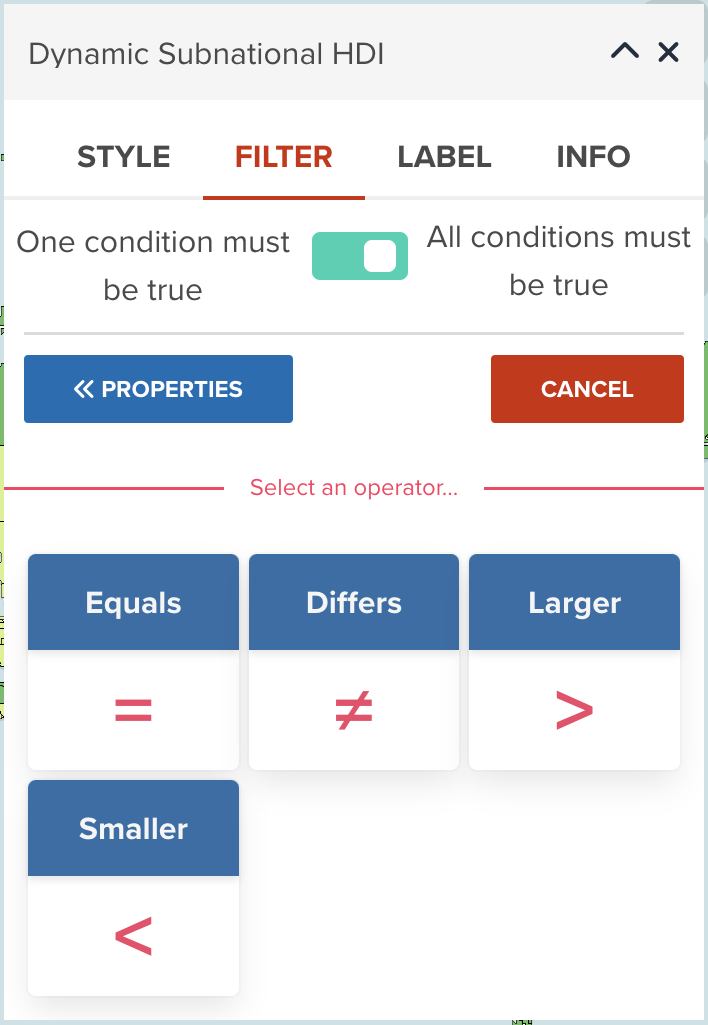 Dynamic Subnational HDI
STYLE FILTER LABEL INFO
One condition must
be true
All conditions must
be true
PROPERTIES
CANCEL
Select an operator...
Equals
=
Differs
≠
Larger
>
Smaller
<